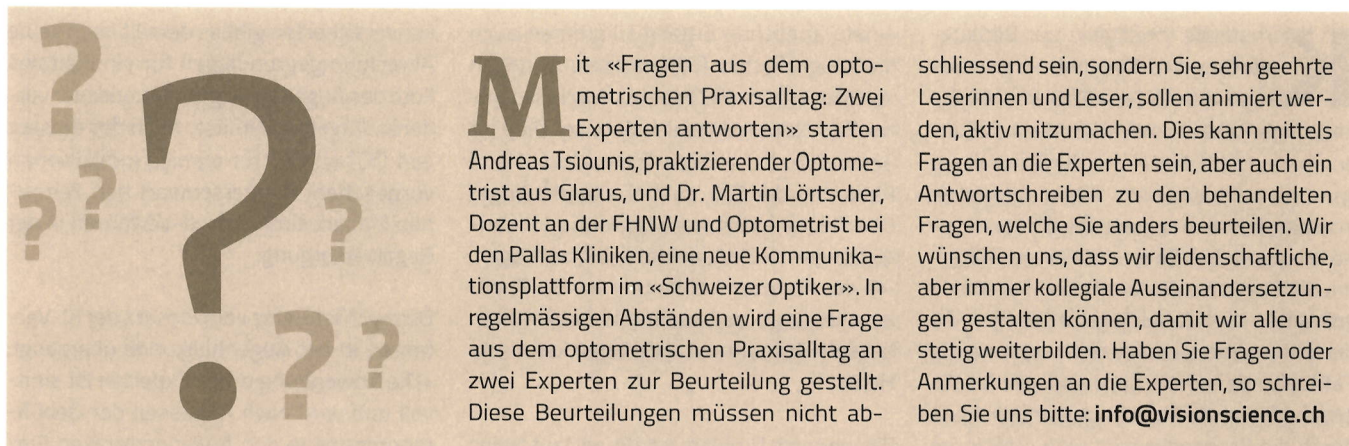 ?
?
?
?
?
?
?
Mit «Fragen aus dem opto-
metrischen Praxisalltag: Zwei
Experten antworten» starten
Andreas Tsiounis, praktizierender Optome-
trist aus Glarus, und Dr. Martin Lörtscher,
Dozent an der FHNW und Optometrist bei
den Pallas Kliniken, eine neue Kommunika-
tionsplattform im «Schweizer Optiker». In
regelmässigen Abständen wird eine Frage
aus dem optometrischen Praxisalltag an
zwei Experten zur Beurteilung gestellt.
Diese Beurteilungen müssen nicht ab-
schliessend sein, sondern Sie, sehr geehrte
Leserinnen und Leser, sollen animiert wer-
den, aktiv mitzumachen. Dies kann mittels
Fragen an die Experten sein, aber auch ein
Antwortschreiben zu den behandelten
Fragen, welche Sie anders beurteilen. Wir
wünschen uns, dass wir leidenschaftliche,
aber immer kollegiale Auseinandersetzun-
gen gestalten können, damit wir alle uns
stetig weiterbilden. Haben Sie Fragen oder
Anmerkungen an die Experten, so schrei-
ben Sie uns bitte: info@visionscience.ch